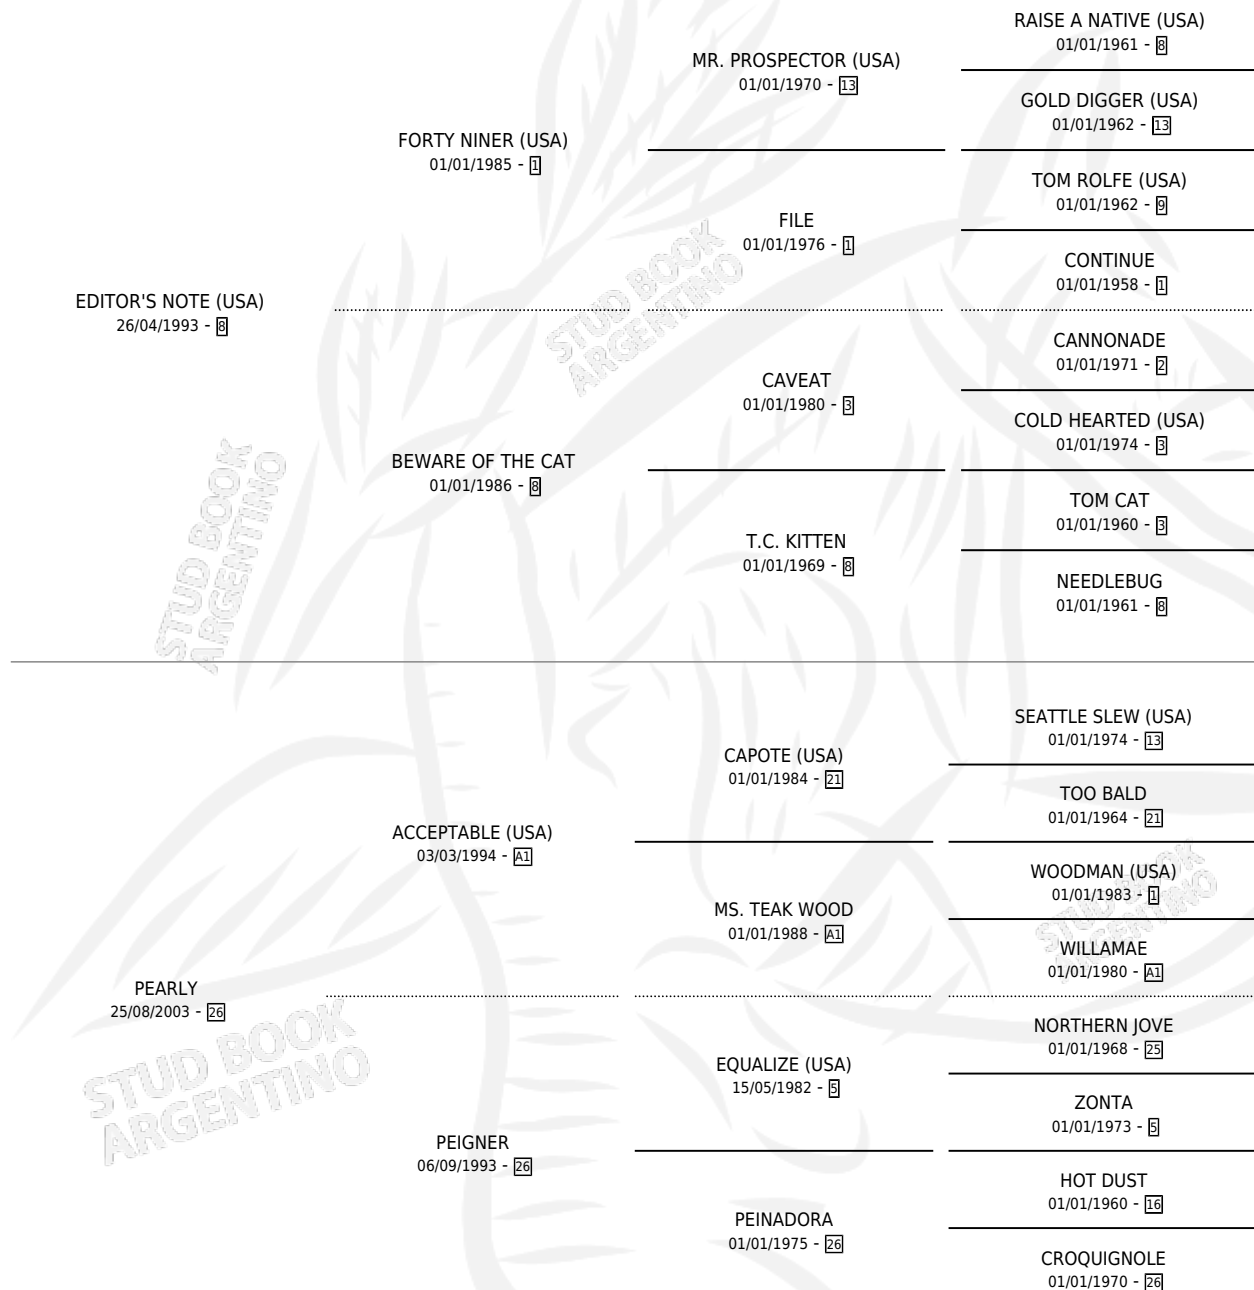 RAISE A NATIVE (USA)
01/01/1961 - 8
MR. PROSPECTOR (USA)
01/01/1970 - 13
GOLD DIGGER (USA)
01/01/1962 - 13
FORTY NINER (USA)
01/01/1985 - 1
TOM ROLFE (USA)
01/01/1962 - 9
FILE
01/01/1976 - 1
CONTINUE
01/01/1958 - 1
EDITOR'S NOTE (USA)
26/04/1993 - 8
CANNONADE
01/01/1971 - 2
CAVEAT
01/01/1980 - 3
COLD HEARTED (USA)
01/01/1974 - 3
BEWARE OF THE CAT
01/01/1986 - 8
TOM CAT
01/01/1960 - 3
T.C. KITTEN
01/01/1969 - 8
NEEDLEBUG
01/01/1961 - 8
SEATTLE SLEW (USA)
01/01/1974 - 13
CAPOTE (USA)
01/01/1984 - 21
TOO BALD
01/01/1964 - 21
ACCEPTABLE (USA)
03/03/1994 - A1
WOODMAN (USA)
01/01/1983 - 1
MS. TEAK WOOD
01/01/1988 - A1
WILLAMAE
01/01/1980 - A1
PEARLY
25/08/2003 - 26
NORTHERN JOVE
01/01/1968 - 25
EQUALIZE (USA)
15/05/1982 - 5
ZONTA
01/01/1973 - 5
PEIGNER
06/09/1993 - 26
HOT DUST
01/01/1960 - 16
PEINADORA
01/01/1975 - 26
CROQUIGNOLE
01/01/1970 - 26
STUD BOOK
ARGENTINO
STUD BOOK
ARGENTINO
STUD BOOK
ARGENTINO
STUD BOOK
ARGENTINO